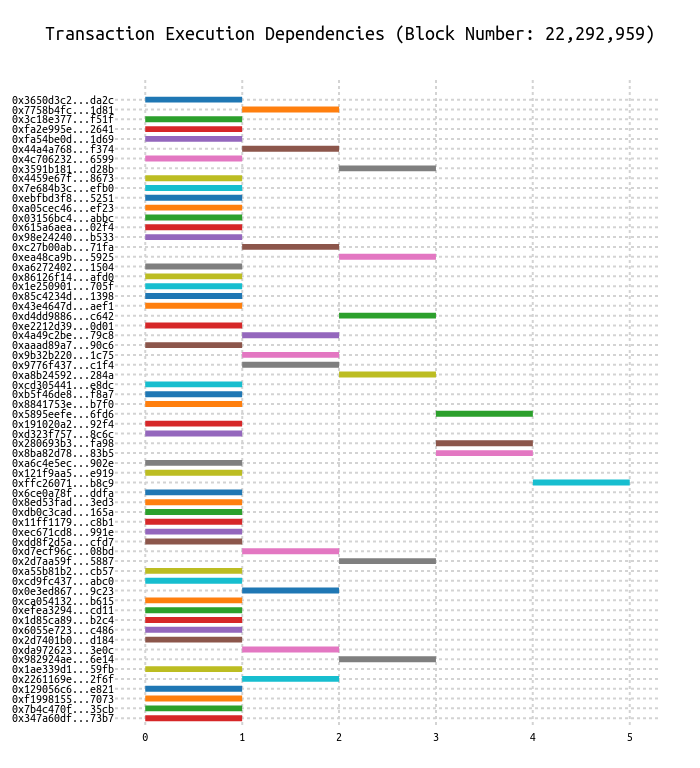 Transaction Execution Dependencies (Block Number: 22,292,959)
0x3650d3c2...da2c
0x7758b4fc...1d81
0x3c18e377...f51f
0xfa2e995e...2641
0xfa54be0d...1d69
0x44a4a768...f374
0x4c706232...6599
0x3591b181...d28b
0x4459e67f...8673
0x7e684b3c...efb0
0xebfbd3f8...5251
0xa05cec46...ef23
0x03156bc4...abbc
0x615a6aea...02f4
0x98e24240...b533
0xc27b00ab...71fa
0xea48ca9b...5925
0xa6272402...1504
0x86126f14...afd0
0x1e250901...705f
0x85c4234d...1398
0x43e4647d...aef1
0xd4dd9886...c642
0xe2212d39...0d01
0x4a49c2be...79c8
0xaaad89a7...90c6
0x9b32b220...1c75
0x9776f437...c1f4
0xa8b24592...284a
0xcd305441...e8dc
0xb5f46de8...f8a7
0x8841753e...b7f0
0x5895eefe...6fd6
0x191020a2...92f4
0xd323f757...8c6c
0x280693b3...fa98
0x8ba82d78...83b5
0xa6c4e5ec...902e
0x121f9aa5...e919
0xffc26071...b8c9
0x6ce0a78f...ddfa
0x8ed53fad...3ed3
0xdb0c3cad...165a
0x11ff1179...c8b1
0xec671cd8...991e
0xdd8f2d5a...cfd7
0xd7ecf96c...08bd
0x2d7aa59f...5887
0xa55b81b2...cb57
0xcd9fc437...abc0
0x0e3ed867...9c23
0xca054132...b615
0xefea3294...cd11
0x1d85ca89...b2c4
0x6055e723...c486
0x2d7401b0...d184
0xda972623...3e0c
0x982924ae...6e14
0x1ae339d1...59fb
0x2261169e...2f6f
0x129056c6...e821
0xf1998155...7073
0x7b4c470f...35cb
0x347a60df...73b7
0 1 2 3 4 5